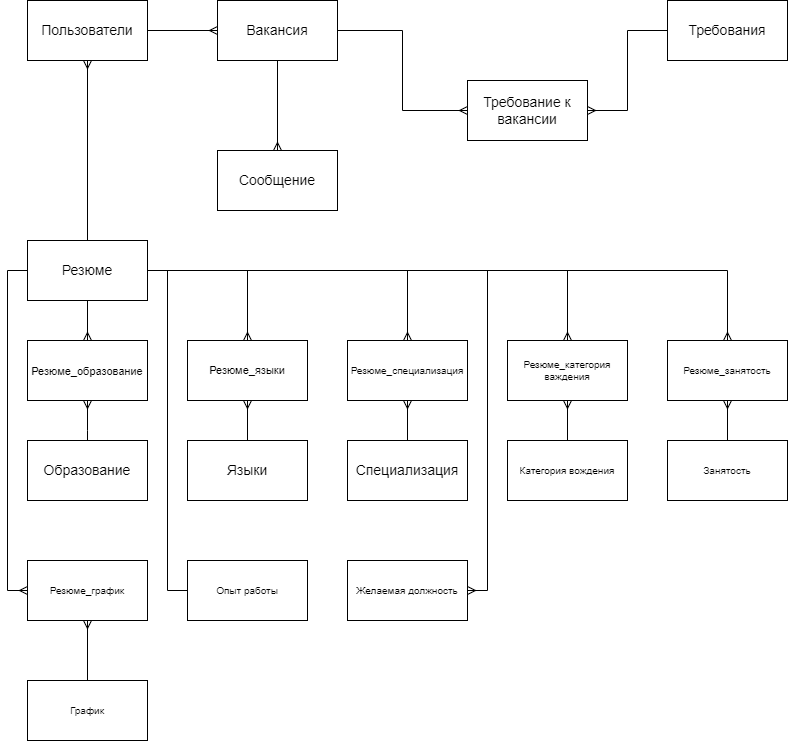 Пользователи
Вакансия
Требования
Требование к
вакансии
Сообщение
Резюме
Резюме_образование
Резюме_языки
Резюме_специализация
Резюме_категория
важдения
Резюме_занятость
Образование
Языки
Специализация
Категория вождения
Занятость
Резюме_график
Опыт работы
Желаемая должность
График